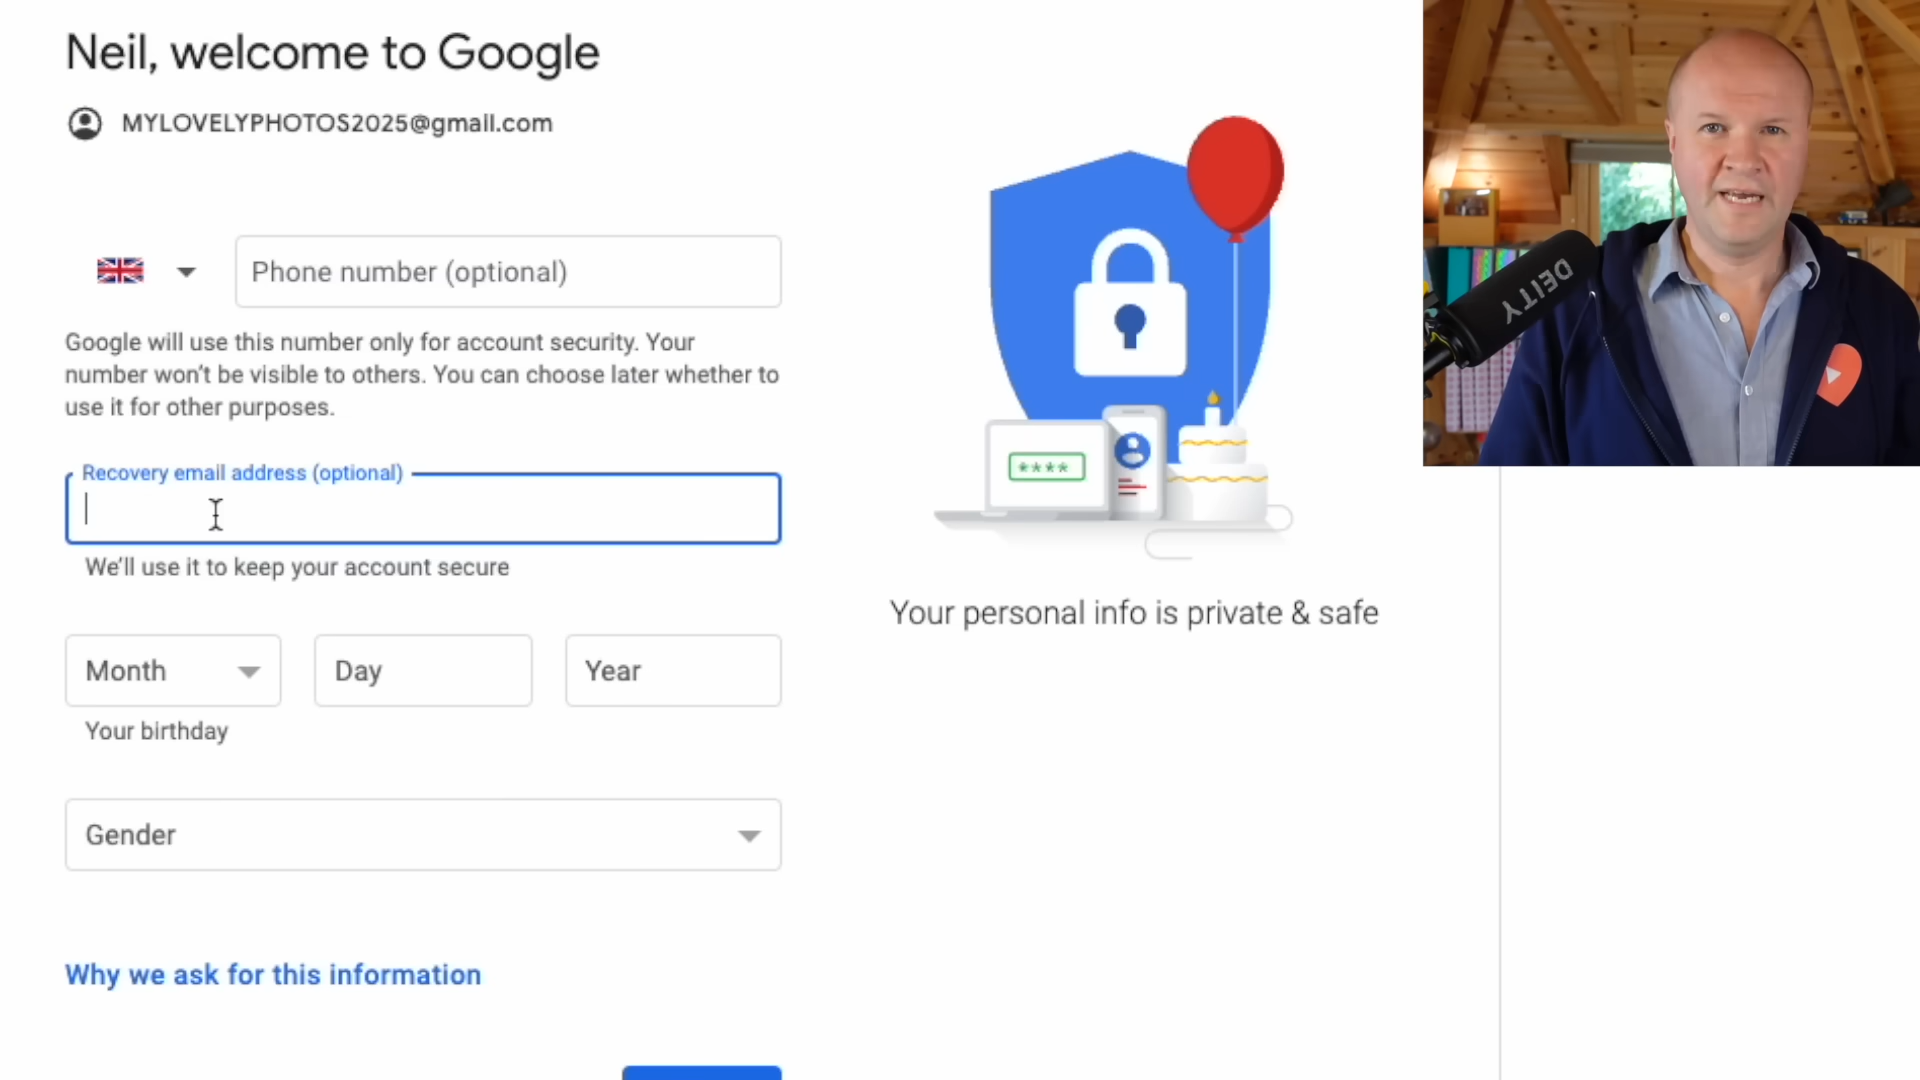 Neil, welcome to Google
MYLOVELYPHOTOS2025@gmail.com
Phone number (optional)
Google will use this number only for account security. Your
number won't be visible to others. You can choose later whether to
use it for other purposes.
Recovery email address (optional)
We'll use it to keep your account secure
Month
Day
Year
Your birthday
Gender
Why we ask for this information
****
Your personal info is private & safe
DEITY